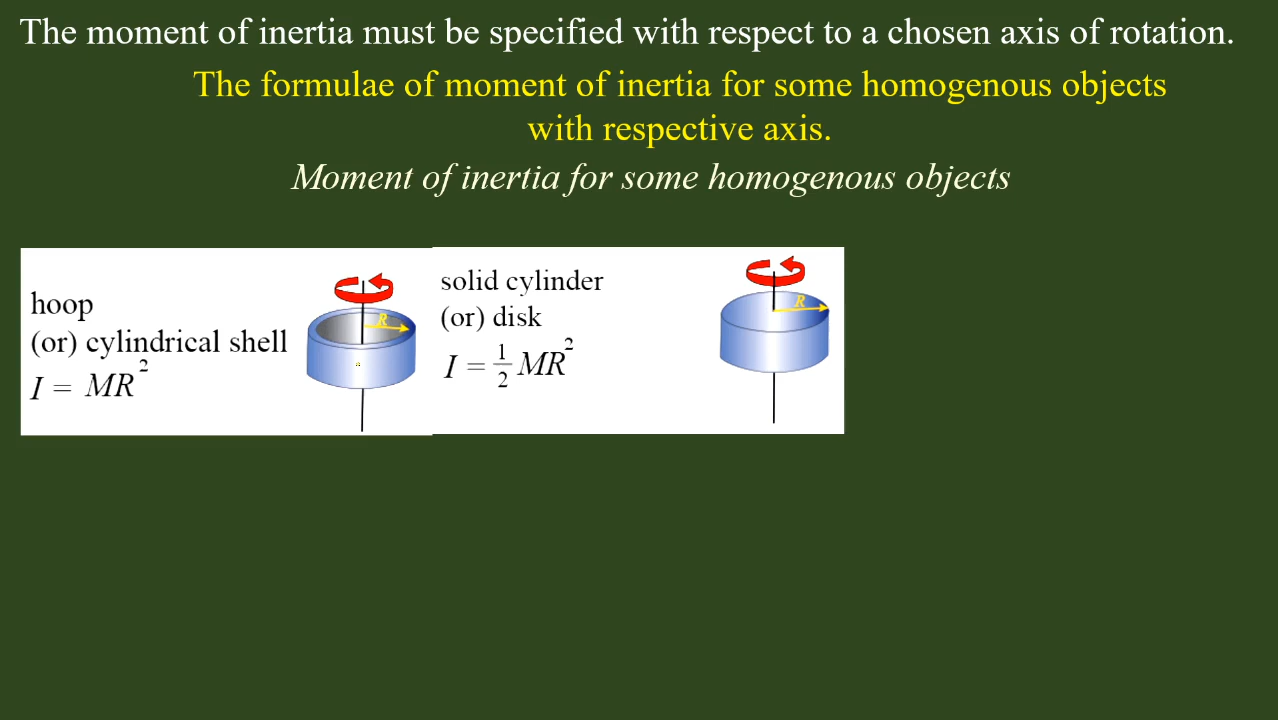 The moment of inertia must be specified with respect to a chosen axis of rotation.
The formulae of moment of inertia for some homogenous objects
with respective axis.
Moment of inertia for some homogenous objects
hoop
(or) cylindrical shell
I = MR²
R
solid cylinder
(or) disk
I = 1/2 MR²
R